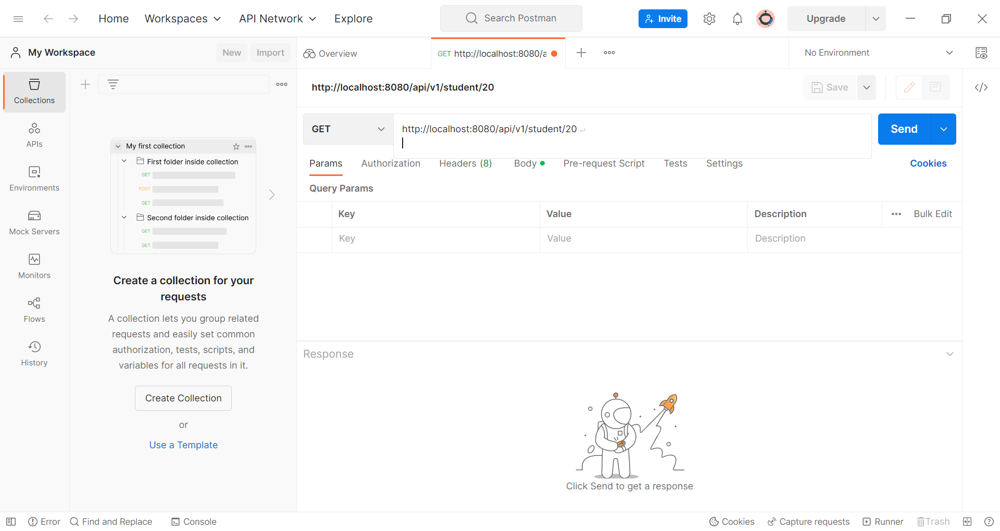 Home Workspaces API Network Explore Search Postman Invite Upgrade
My Workspace New Import Overview GET http://localhost:8080/a No Environment
Collections
APIs
Environments
Mock Servers
Monitors
Flows
History
My first collection
First folder inside collection
GET
POST
GET
Second folder inside collection
GET
GET
Create a collection for your
requests
A collection lets you group related
requests and easily set common
authorization, tests, scripts, and
variables for all requests in it.
Create Collection
or
Use a Template
http://localhost:8080/api/v1/student/20 Save
GET http://localhost:8080/api/v1/student/20 Send
Params Authorization Headers (8) Body Pre-request Script Tests Settings Cookies
Query Params
Key Value Description Bulk Edit
Key Value Description
Response
Click Send to get a response
Error Find and Replace Console Cookies Capture requests Runner Trash